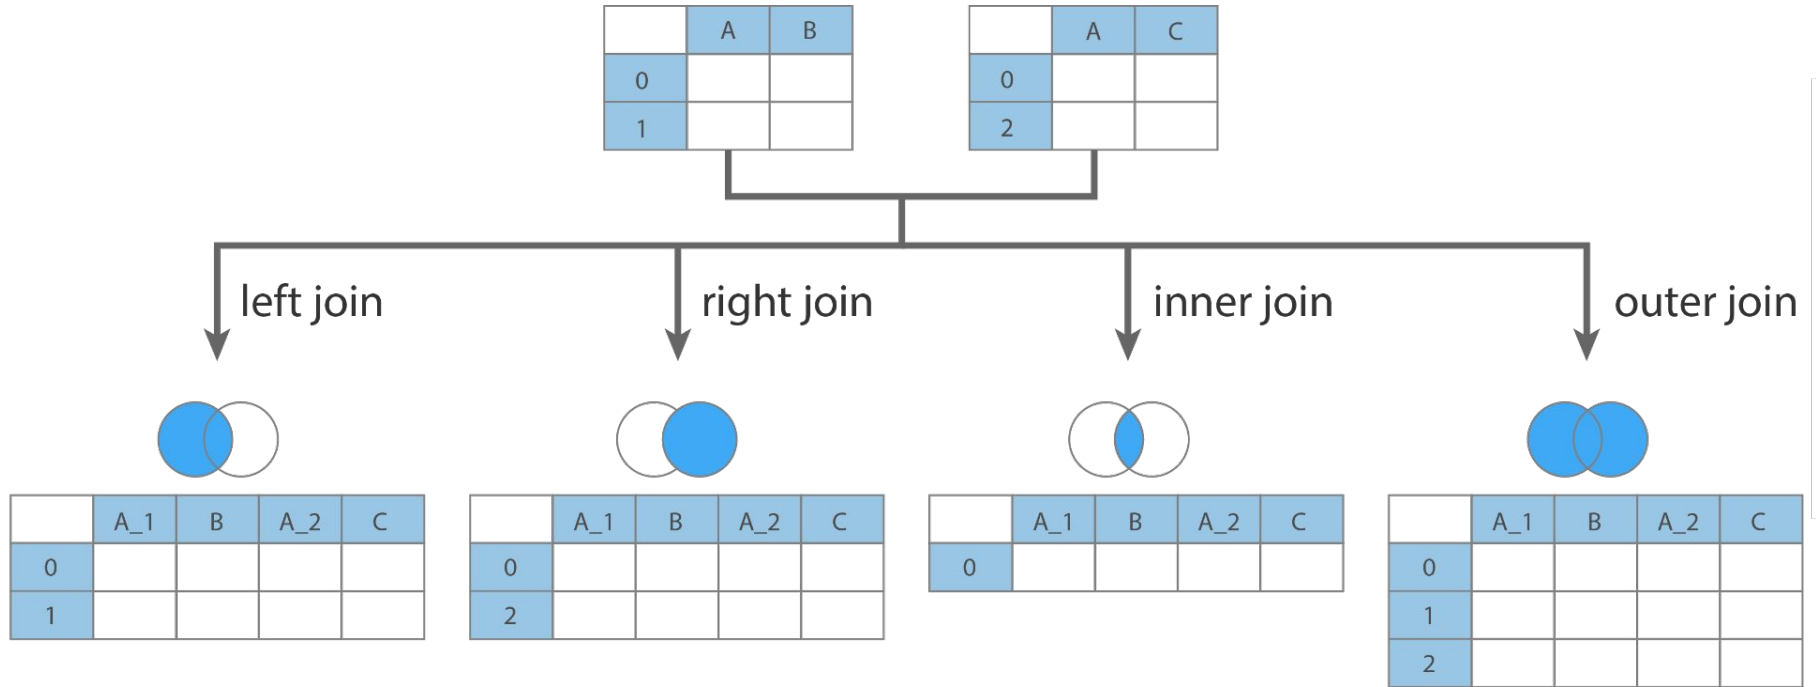 A B
0
1
A C
0
2
left join
right join
inner join
outer join
A_1 B A_2 C
0
1
A_1 B A_2 C
0
2
A_1 B A_2 C
0
A_1 B A_2 C
0
1
2